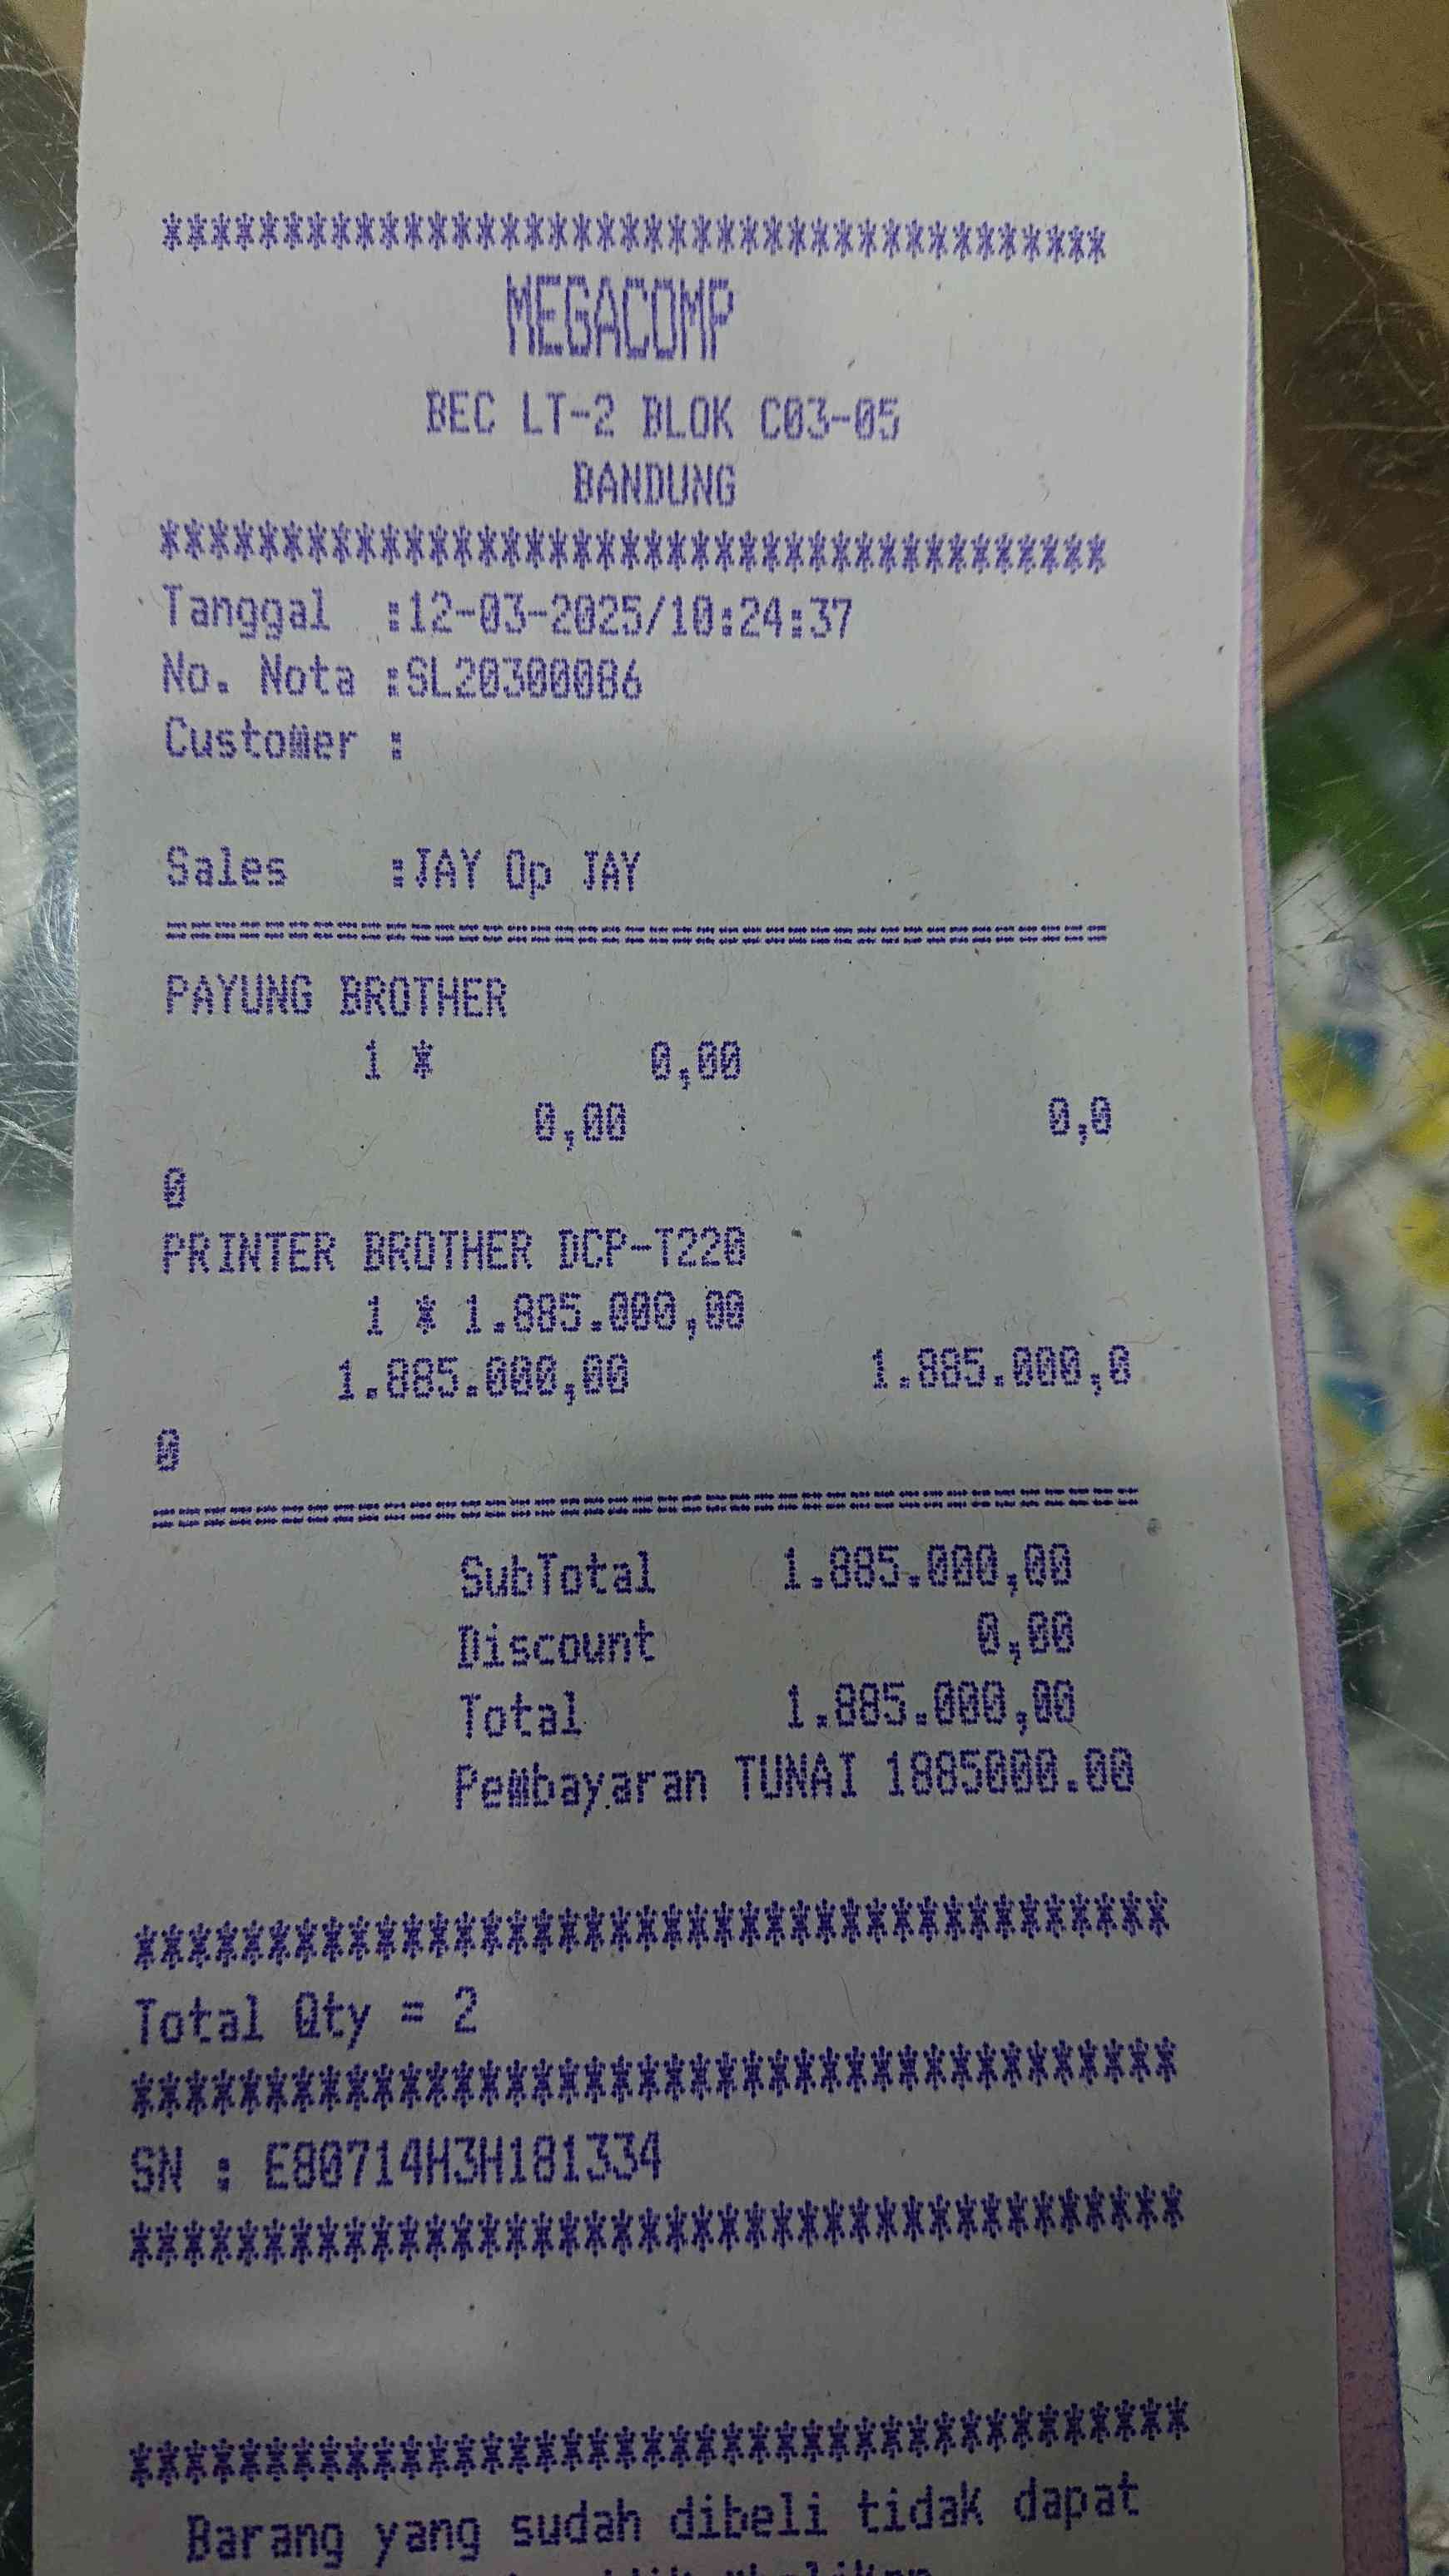 ***************************************
MEGACOMP
BEC LT-2 BLOK C03-05
BANDUNG
***************************************
Tanggal  :12-03-2025/10:24:37
No. Nota :SL20300086
Customer :
Sales    :JAY Op JAY
=======================================
PAYUNG BROTHER
1 *         0,00
0,00                 0,0
0
PRINTER BROTHER DCP-T220
1 * 1.885.000,00
1.885.000,00          1.885.000,0
0
=======================================
SubTotal     1.885.000,00
Discount             0,00
Total        1.885.000,00
Pembayaran TUNAI 1885000.00
***************************************
Total Qty = 2
***************************************
SN : E80714H3H181334
***************************************
***************************************
Barang yang sudah dibeli tidak dapat